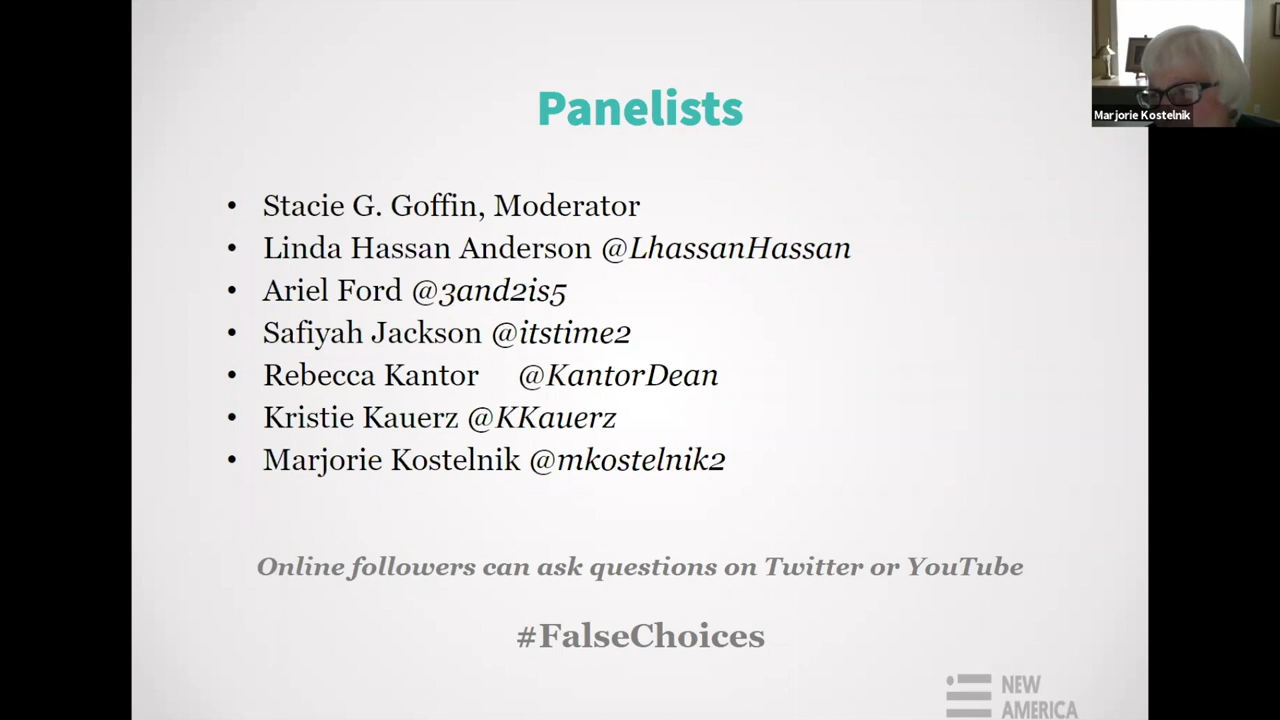 Panelists
Marjorie Kostelnik
• Stacie G. Goffin, Moderator
• Linda Hassan Anderson @LhassanHassan
• Ariel Ford @3and2is5
• Safiyah Jackson @itstime2
• Rebecca Kantor @KantorDean
• Kristie Kauerz @KKauerz
• Marjorie Kostelnik @mkostelnik2
Online followers can ask questions on Twitter or YouTube
#FalseChoices
NEW
AMERICA